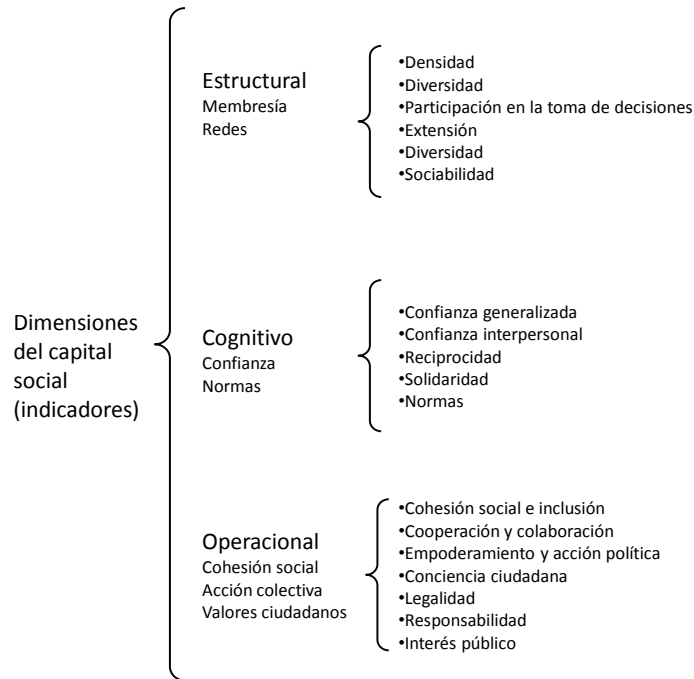 Dimensiones
del capital
social
(indicadores)
Estructural
Membresía
Redes
•Densidad
•Diversidad
•Participación en la toma de decisiones
•Extensión
•Diversidad
•Sociabilidad
Cognitivo
Confianza
Normas
•Confianza generalizada
•Confianza interpersonal
•Reciprocidad
•Solidaridad
•Normas
Operacional
Cohesión social
Acción colectiva
Valores ciudadanos
•Cohesión social e inclusión
•Cooperación y colaboración
•Empoderamiento y acción política
•Conciencia ciudadana
•Legalidad
•Responsabilidad
•Interés público